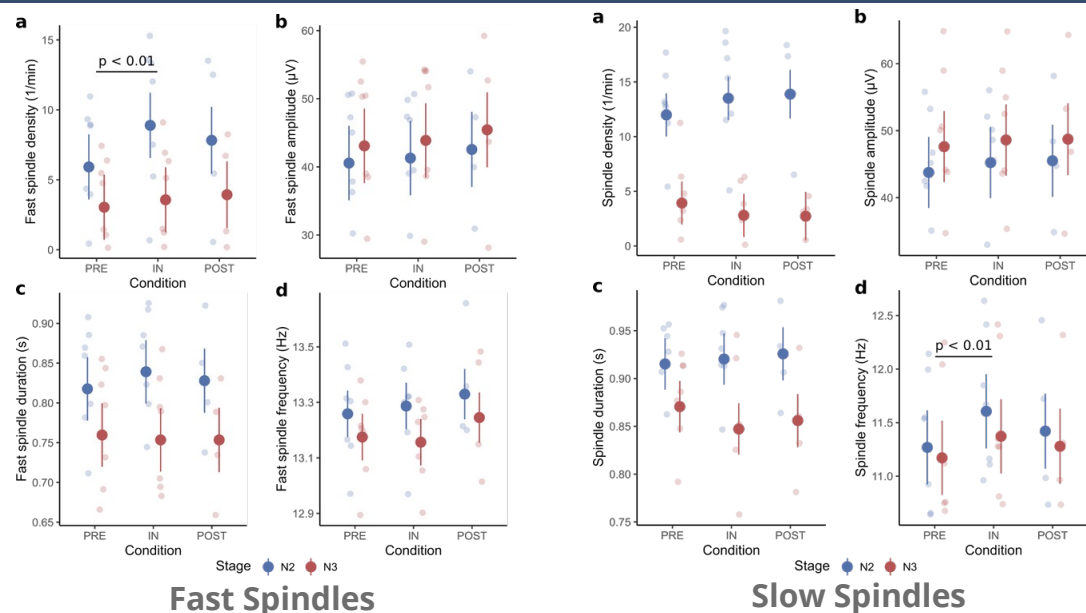 a
Fast spindle density (1/min)
15
10
5
0
p < 0.01
PRE
IN
POST
Condition
b
Fast spindle amplitude (µV)
60
50
40
30
PRE
IN
POST
Condition
c
Fast spindle duration (s)
0.90
0.85
0.80
0.75
0.70
0.65
PRE
IN
POST
Condition
d
Fast spindle frequency (Hz)
13.5
13.3
13.1
12.9
PRE
IN
POST
Condition
Stage N2 N3
Fast Spindles
a
Spindle density (1/min)
20
15
10
5
0
PRE
IN
POST
Condition
b
Spindle amplitude (µV)
60
50
40
PRE
IN
POST
Condition
c
Spindle duration (s)
0.95
0.90
0.85
0.80
0.75
PRE
IN
POST
Condition
d
Spindle frequency (Hz)
12.5
12.0
11.5
11.0
p < 0.01
PRE
IN
POST
Condition
Stage N2 N3
Slow Spindles